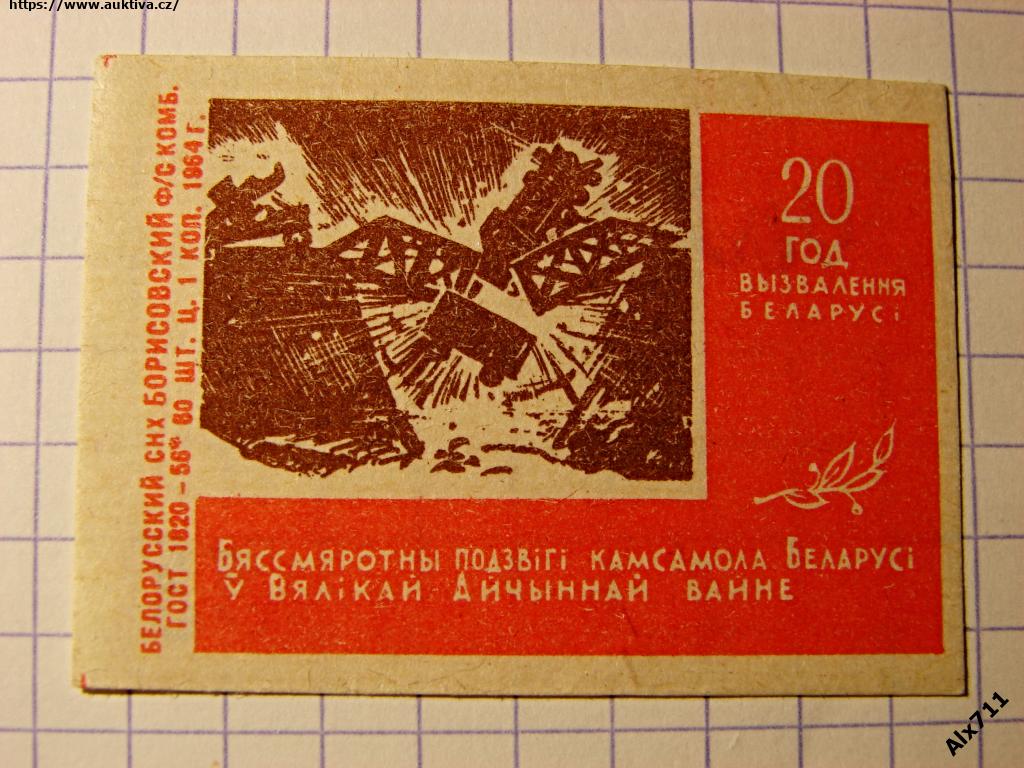 https://www.auktiva.cz/
БЕЛОРУССКИЙ СНХ БОРИСОВСКИЙ Ф/С КОМБ.
ГОСТ 1820-56* 60 ШТ. Ц. 1 КОП. 1964 Г.
20
ГОД
ВЫЗВАЛЕННЯ
БЕЛАРУСІ
БЯССМЯРОТНЫ ПОДЗВІГІ КАМСАМОЛА БЕЛАРУСІ
Ў ВЯЛІКАЙ АЙЧЫННАЙ ВАЙНЕ
Alx711